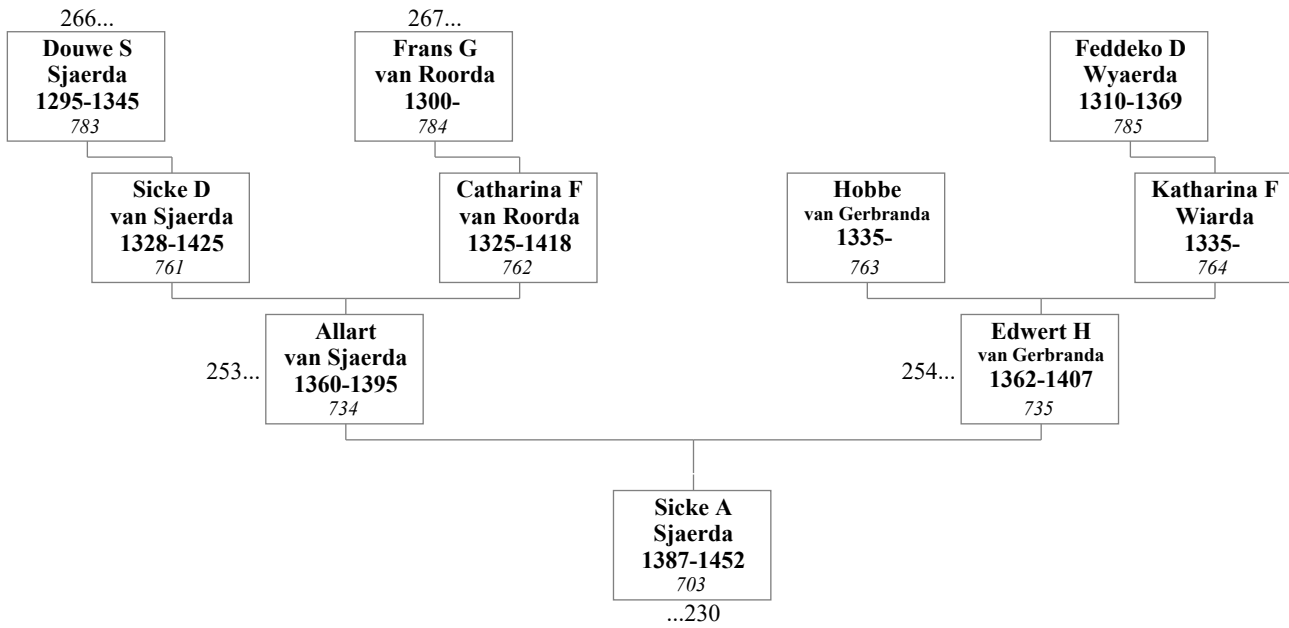 266...
Douwe S
Sjaerda
1295-1345
783
267...
Frans G
van Roorda
1300-
784
Feddeko D
Wyaerda
1310-1369
785
Sicke D
van Sjaerda
1328-1425
761
Catharina F
van Roorda
1325-1418
762
Hobbe
van Gerbranda
1335-
763
Katharina F
Wiarda
1335-
764
253...
Allart
van Sjaerda
1360-1395
734
254...
Edwert H
van Gerbranda
1362-1407
735
Sicke A
Sjaerda
1387-1452
703
...230